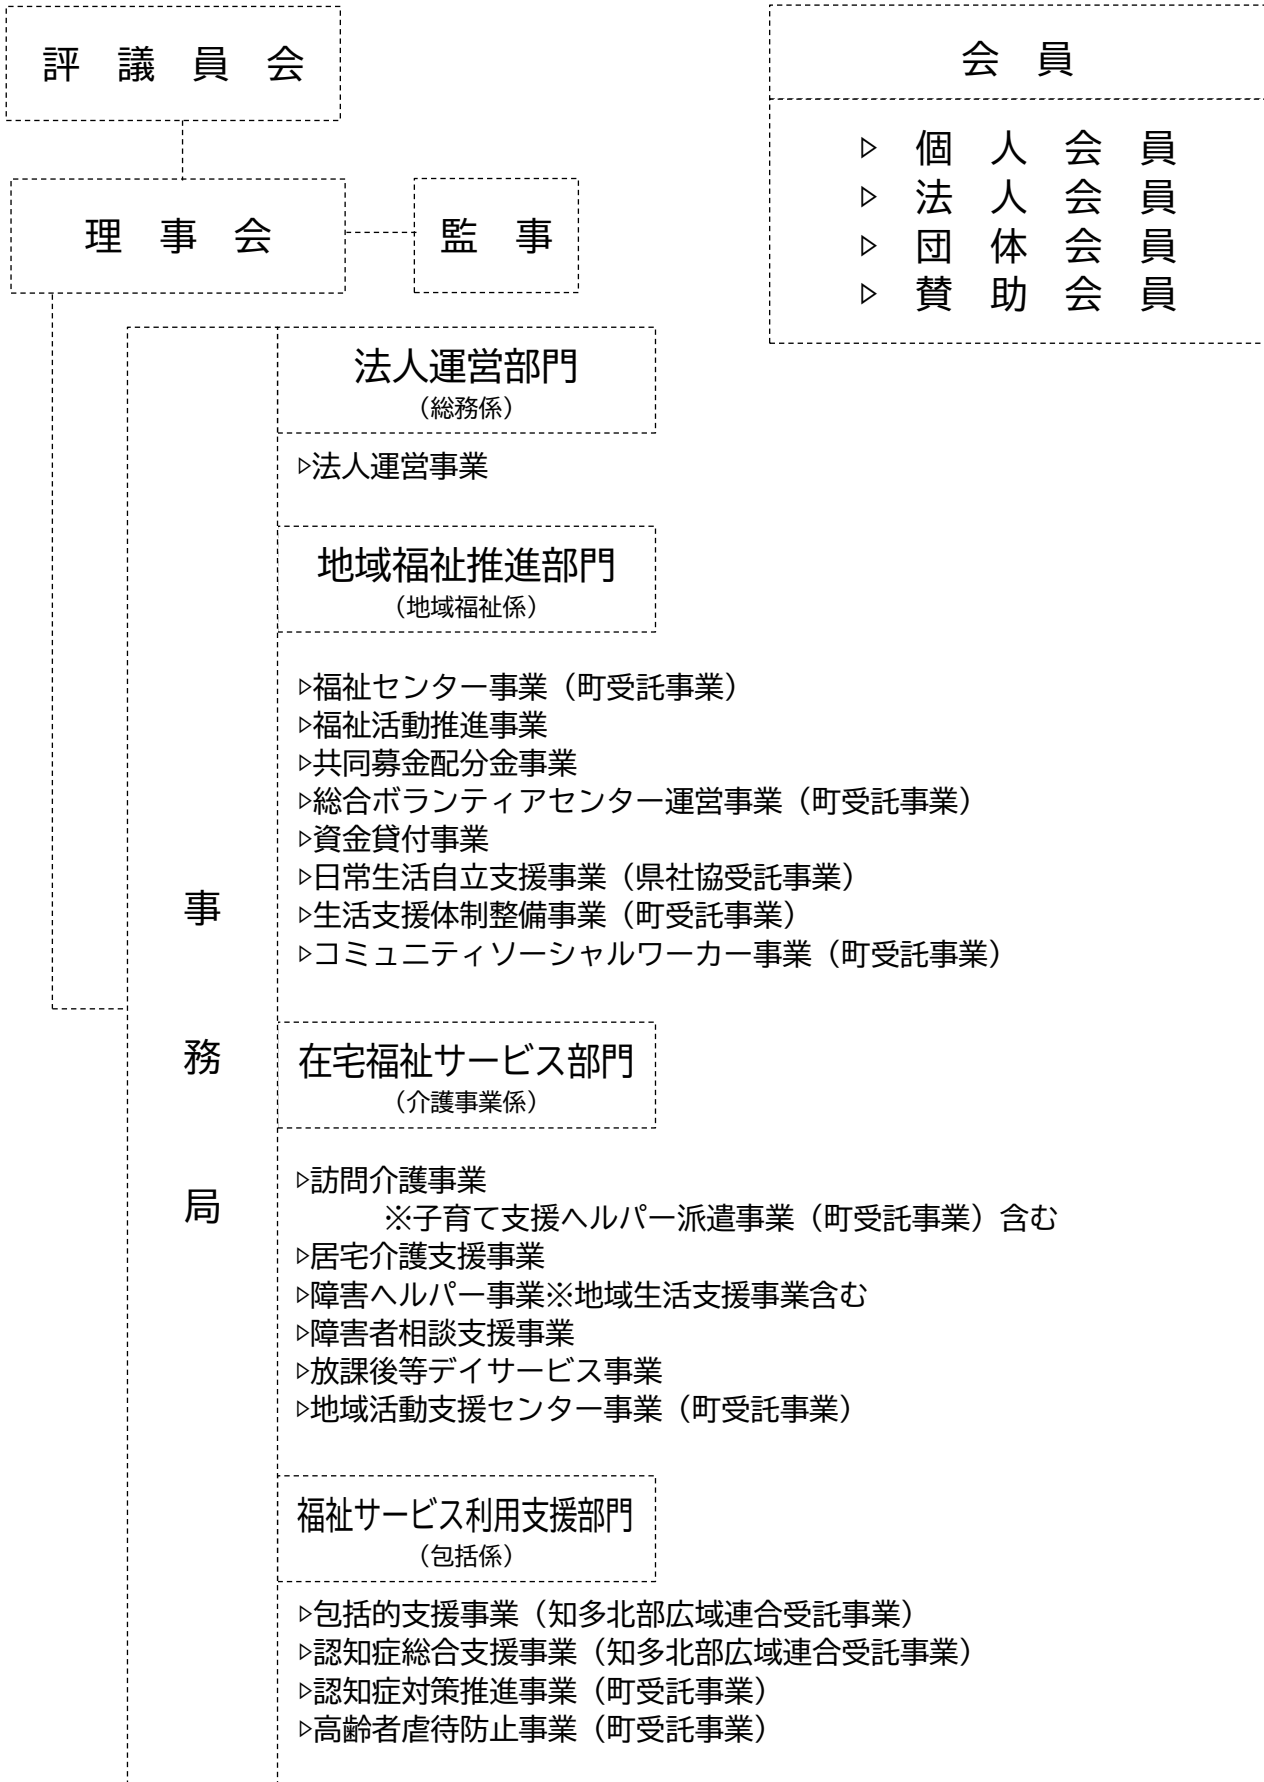 評議員会
会員
▷ 個人会員
▷ 法人会員
▷ 団体会員
▷ 賛助会員
理事会
監事
事務局
法人運営部門
（総務係）
▷法人運営事業
地域福祉推進部門
（地域福祉係）
▷福祉センター事業（町受託事業）
▷福祉活動推進事業
▷共同募金配分金事業
▷総合ボランティアセンター運営事業（町受託事業）
▷資金貸付事業
▷日常生活自立支援事業（県社協受託事業）
▷生活支援体制整備事業（町受託事業）
▷コミュニティソーシャルワーカー事業（町受託事業）
在宅福祉サービス部門
（介護事業係）
▷訪問介護事業
※子育て支援ヘルパー派遣事業（町受託事業）含む
▷居宅介護支援事業
▷障害ヘルパー事業※地域生活支援事業含む
▷障害者相談支援事業
▷放課後等デイサービス事業
▷地域活動支援センター事業（町受託事業）
福祉サービス利用支援部門
（包括係）
▷包括的支援事業（知多北部広域連合受託事業）
▷認知症総合支援事業（知多北部広域連合受託事業）
▷認知症対策推進事業（町受託事業）
▷高齢者虐待防止事業（町受託事業）